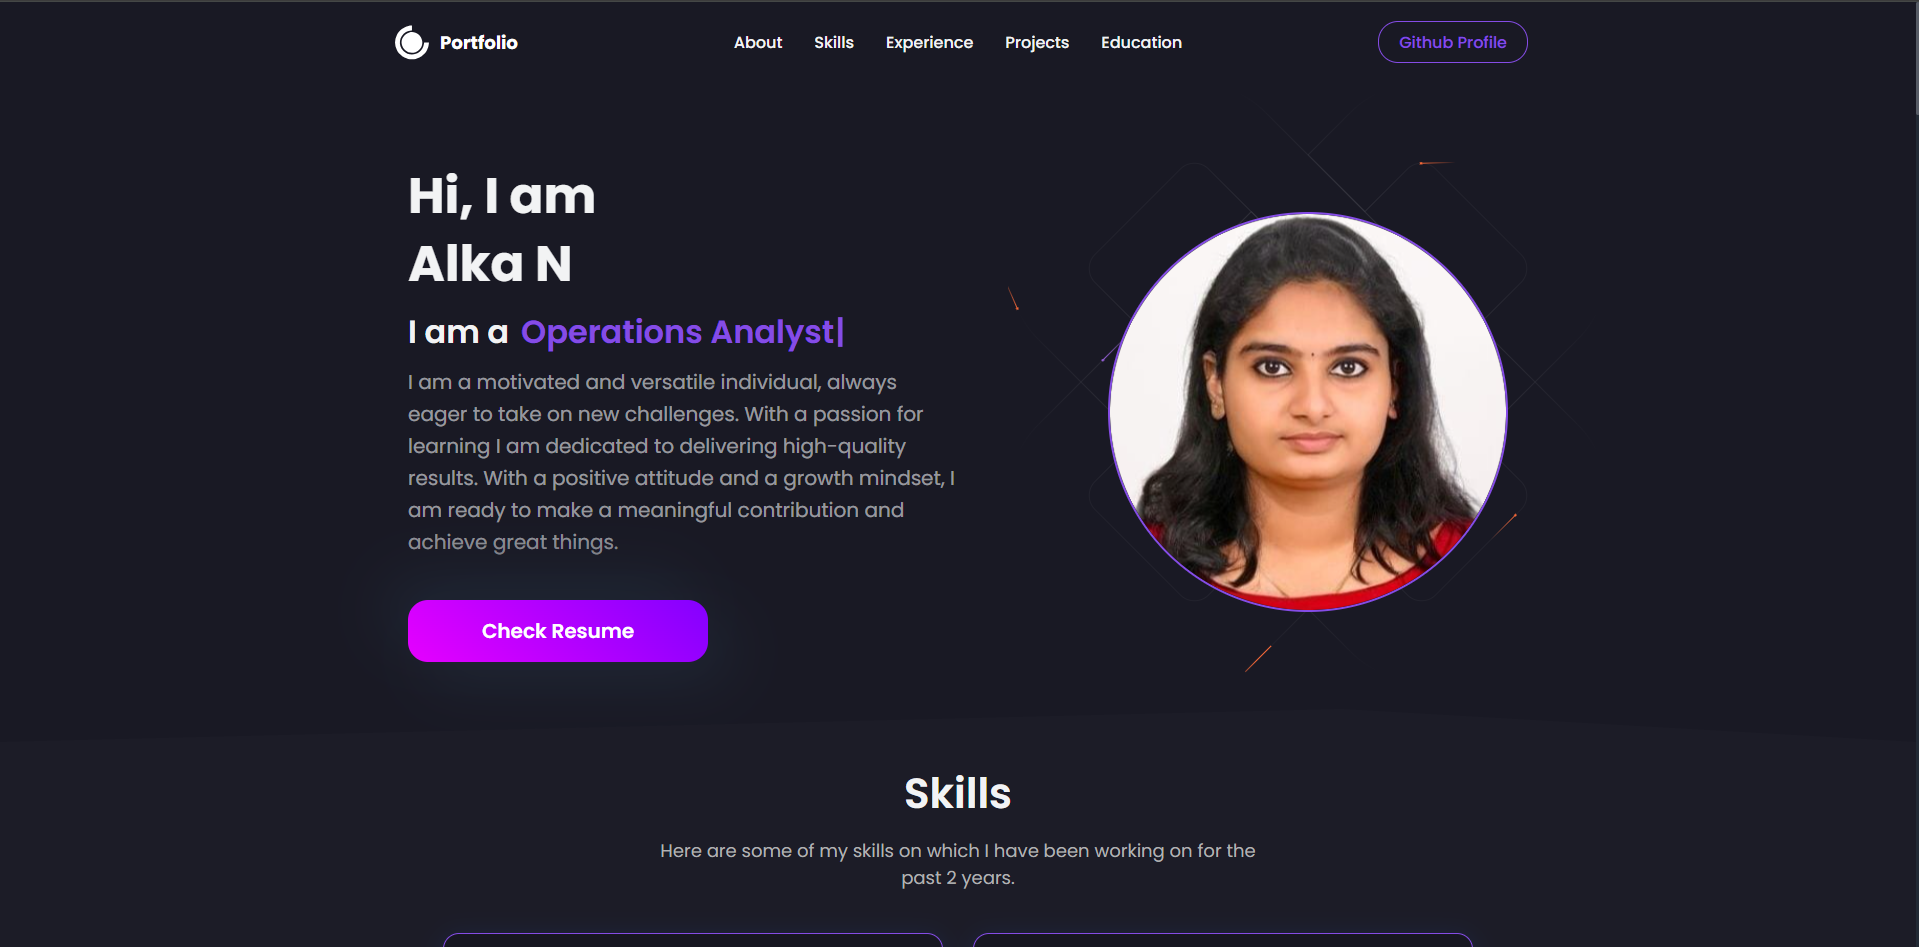 Portfolio
About
Skills
Experience
Projects
Education
Github Profile
Hi, I am
Alka N
I am a Operations Analyst|
I am a motivated and versatile individual, always
eager to take on new challenges. With a passion for
learning I am dedicated to delivering high-quality
results. With a positive attitude and a growth mindset, I
am ready to make a meaningful contribution and
achieve great things.
Check Resume
Skills
Here are some of my skills on which I have been working on for the
past 2 years.